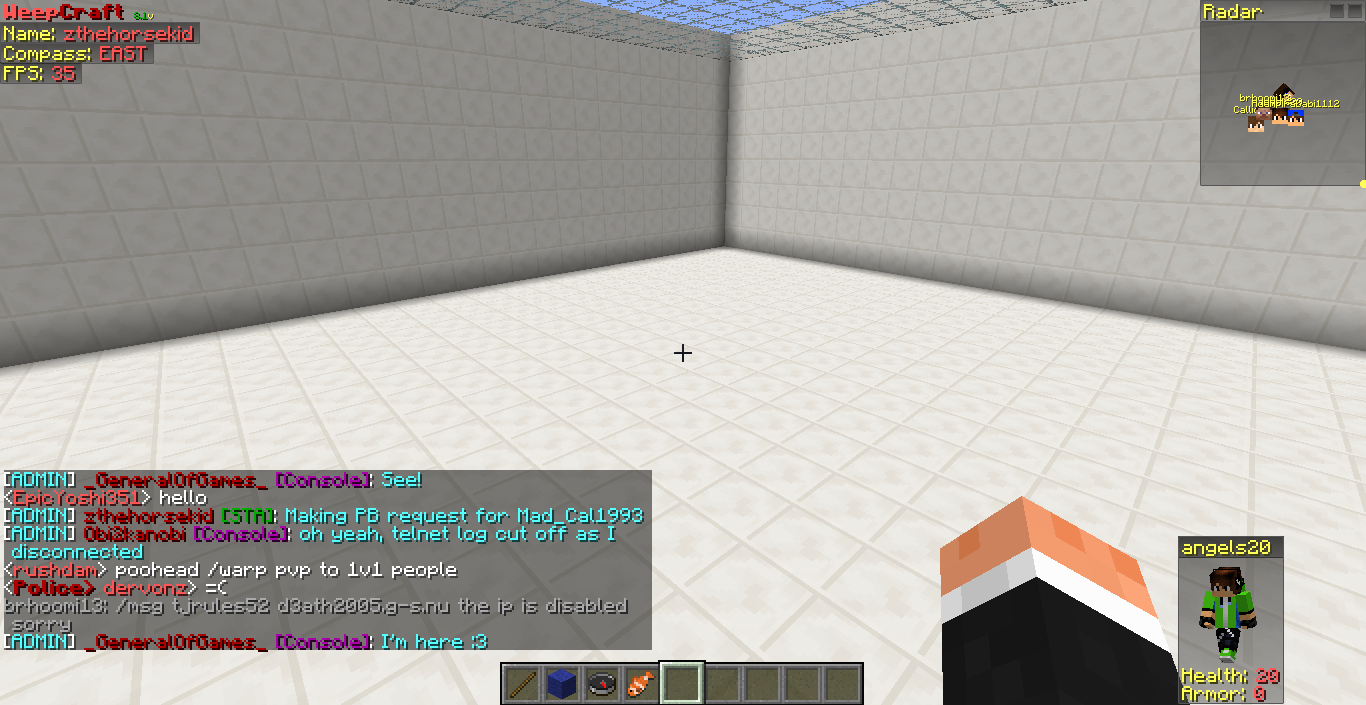 WeepCraft
Name: zthehorsekid
Compass: EAST
FPS: 35
Radar
brhoomi13
[ADMIN] _GeneralOfGames_ [Console]: See!
<EpicYoshi351> hello
[ADMIN] zthehorsekid [STA]: Making PB request for Mad_Cal1993
[ADMIN] Obi3kanobi [Console]: oh yeah, telnet log cut off as I
disconnected
<rushdam> poohead /warp pvp to 1v1 people
<Police> dervonz> =(
brhoomi13: /msg tjrules52 d3ath2005.g-s.nu the ip is disabled
sorry
[ADMIN] _GeneralOfGames_ [Console]: I'm here :3
angels20
Health: 20
Armor: 0